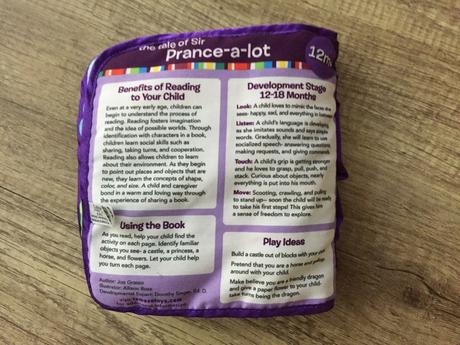 the tale of Sir
Prance-a-lot
12m
Benefits of Reading
to Your Child
Even at a very early age, children can
begin to understand the process of
reading. Reading fosters imagination
and the idea of possible worlds. Through
identification with characters in a book,
children learn social skills such as
sharing, taking turns, and cooperation.
Reading also allows children to learn
about their environment. As they begin
to point out places and objects that are
new, they learn the concepts of shape,
color, and size. A child and caregiver
bond in a warm and loving way through
the experience of sharing a book.
Using the Book
As you read, help your child find the
activity on each page. Identify familiar
objects you see- a castle, a princess, a
horse, and flowers. Let your child help
you turn each page.
Author: Jos Grasso
Illustrator: Allison Rose
Developmental Expert: Dorothy Singer, Ed. D.
Development Stage
12-18 Months
Look: A child loves to mimic the faces she
sees- happy, sad, and everything in between
Listen: A child's language is developing
as she imitates sounds and says simple
words. Gradually, she will learn to use
socialized speech- answering questions,
making requests, and giving commands.
Touch: A child's grip is getting stronger
and he loves to grasp, pull, push, and
stack. Curious about objects, nearly
everything is put into his mouth.
Move: Scooting, crawling, and pulling
to stand up- soon the child will be ready
to take his first steps! This gives him
a sense of freedom to explore.
Play Ideas
Build a castle out of blocks with your
Pretend that you are a horse and gallop
around with your child.
Make believe you are a friendly dragon
and give a paper flower to your child-
take turns being the dragon.